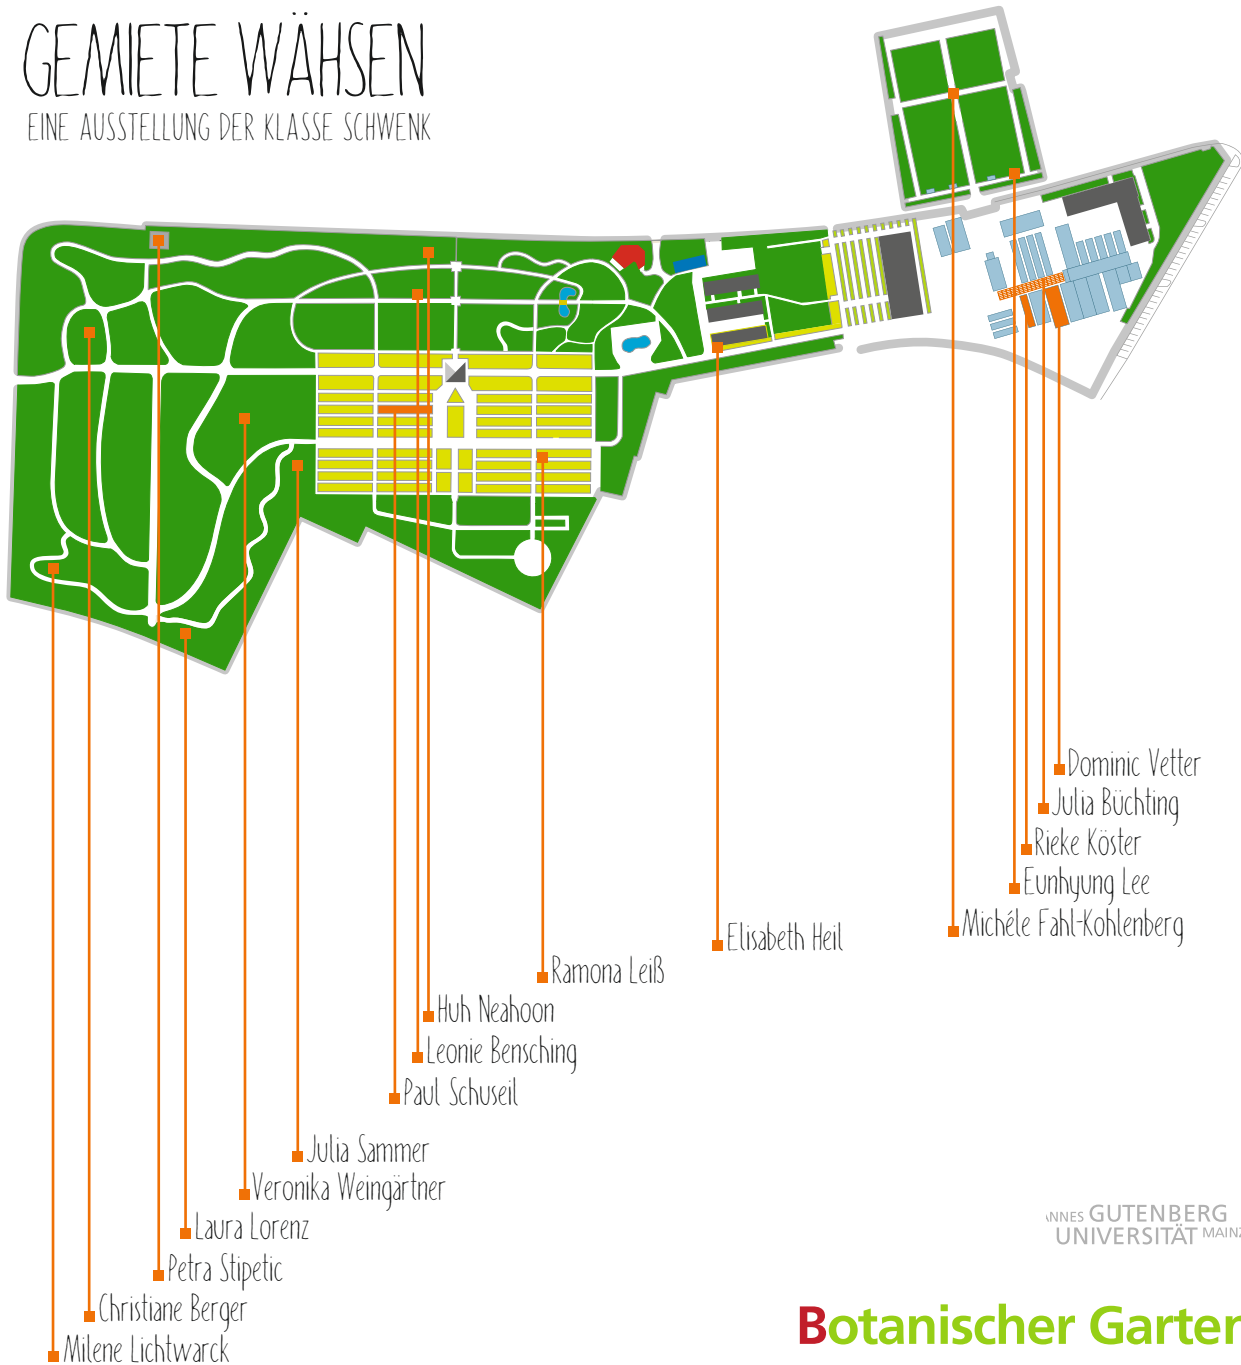 GEMIETE WÄHSEN
EINE AUSSTELLUNG DER KLASSE SCHWENK
Dominic Vetter
Julia Büchting
Rieke Köster
Eunhyung Lee
Michéle Fahl-Kohlenberg
Elisabeth Heil
Ramona Leiß
Huh Neahoon
Leonie Bensching
Paul Schuseil
Julia Sammer
Veronika Weingärtner
Laura Lorenz
Petra Stipetic
Christiane Berger
Milene Lichtwarck
NNES GUTENBERG
UNIVERSITÄT MAINZ
Botanischer Garten